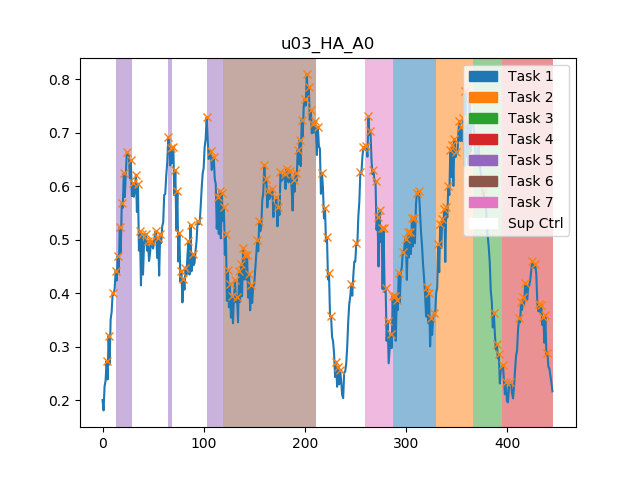 u03_HA_A0
0.8
0.7
0.6
0.5
0.4
0.3
0.2
0 100 200 300 400
Task 1
Task 2
Task 3
Task 4
Task 5
Task 6
Task 7
Sup Ctrl